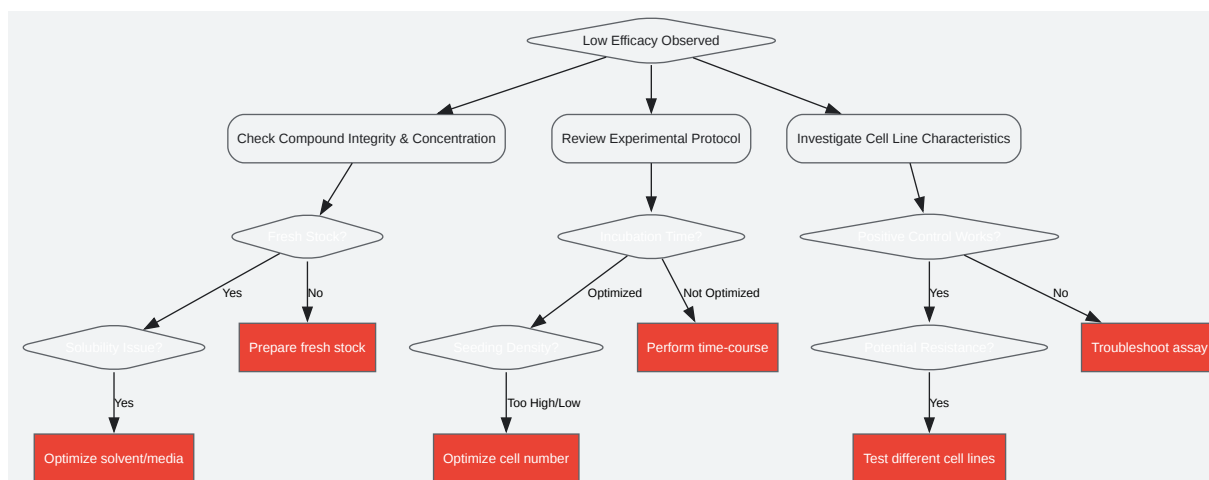 Low Efficacy Observed
Check Compound Integrity & Concentration
Review Experimental Protocol
Investigate Cell Line Characteristics
Fresh Stock?
Incubation Time?
Positive Control Works?
Yes
No
Optimized
Not Optimized
Yes
No
Solubility Issue?
Prepare fresh stock
Seeding Density?
Perform time-course
Potential Resistance?
Troubleshoot assay
Yes
Too High/Low
Yes
Optimize solvent/media
Optimize cell number
Test different cell lines